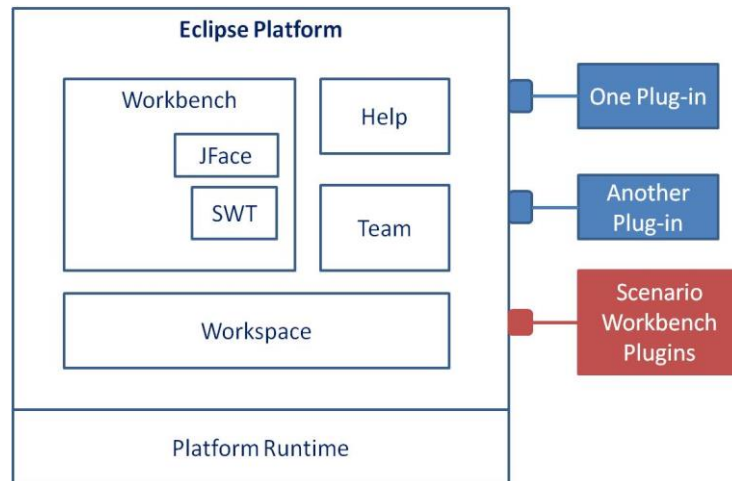 Eclipse Platform
Workbench
JFace
SWT
Help
Team
Workspace
Platform Runtime
One Plug-in
Another
Plug-in
Scenario
Workbench
Plugins